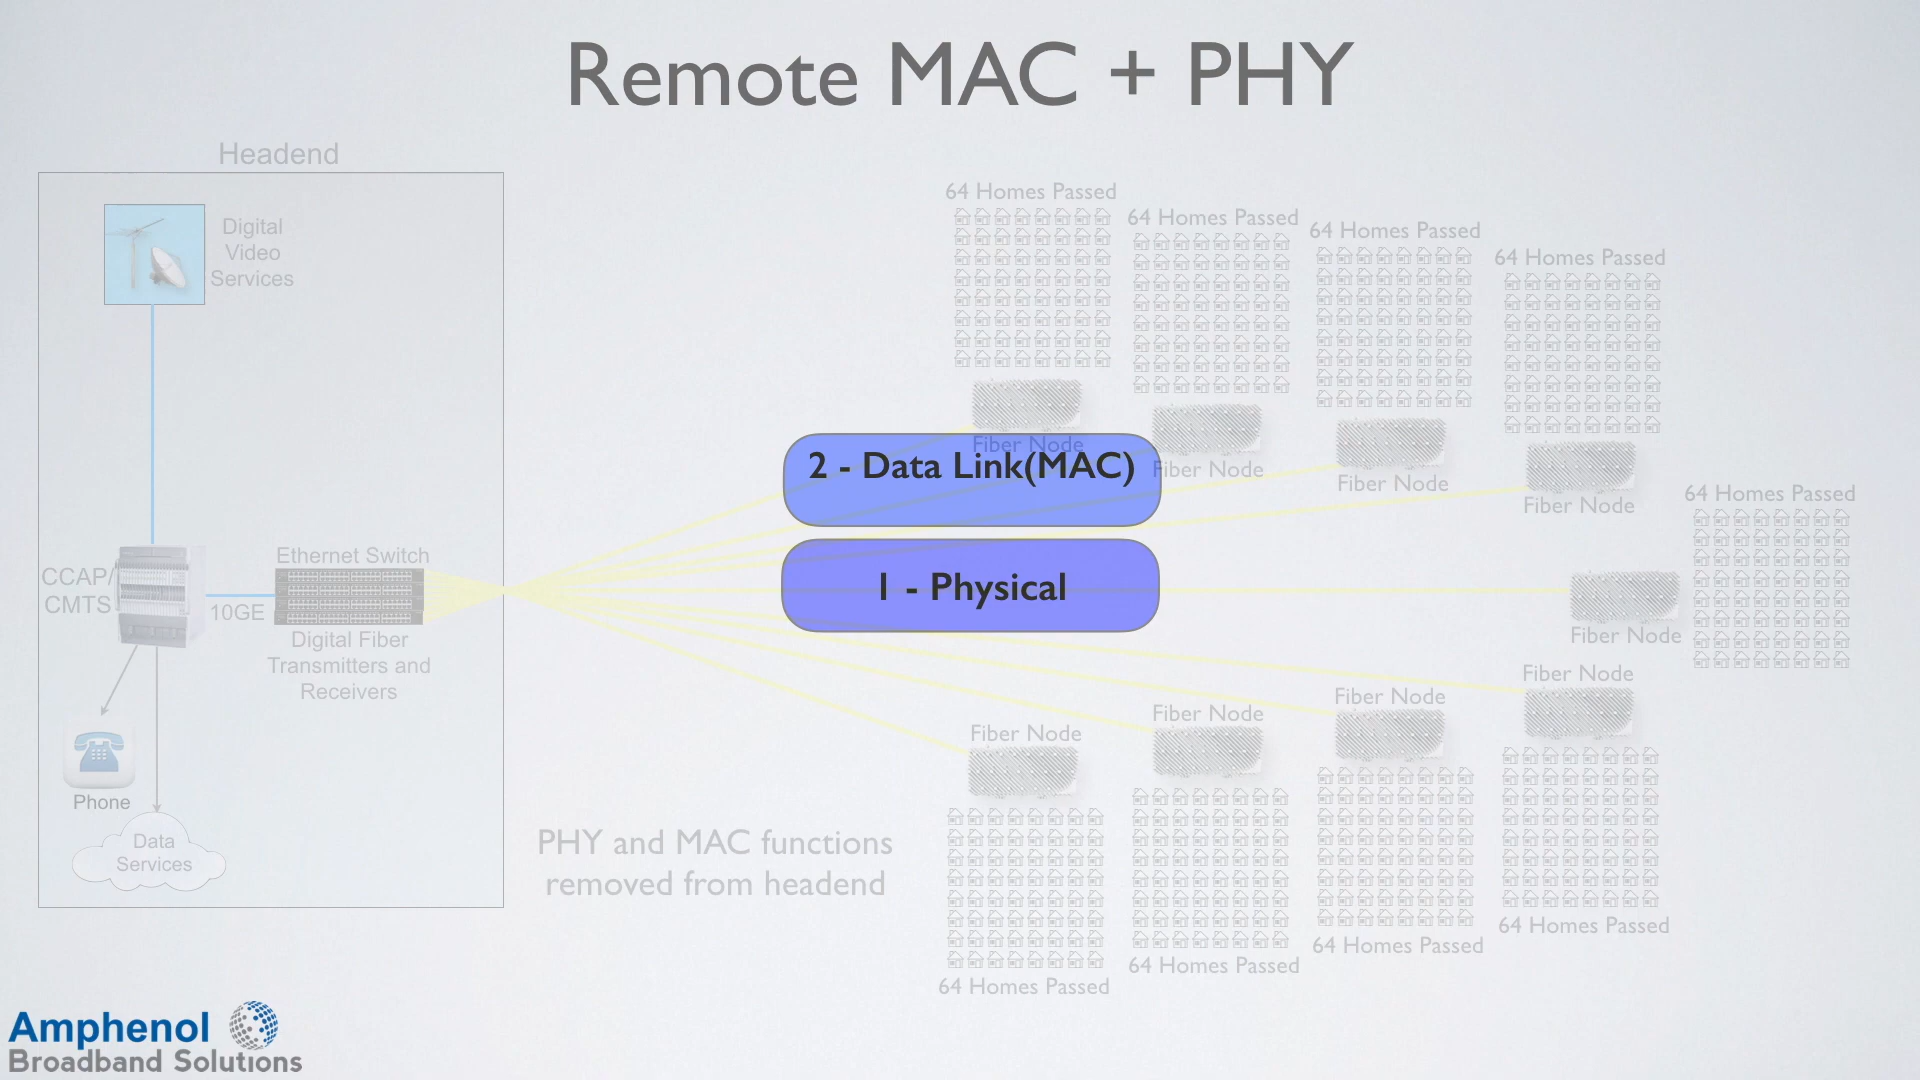 Remote MAC + PHY
Headend
Digital
Video
Services
CCAP/
CMTS
10GE
Ethernet Switch
Digital Fiber
Transmitters and
Receivers
Phone
Data
Services
64 Homes Passed
64 Homes Passed
64 Homes Passed
64 Homes Passed
Fiber Node
Fiber Node
Fiber Node
Fiber Node
2 - Data Link(MAC)
1 - Physical
64 Homes Passed
Fiber Node
Fiber Node
Fiber Node
Fiber Node
Fiber Node
PHY and MAC functions
removed from headend
64 Homes Passed
64 Homes Passed
64 Homes Passed
64 Homes Passed
Amphenol
Broadband Solutions